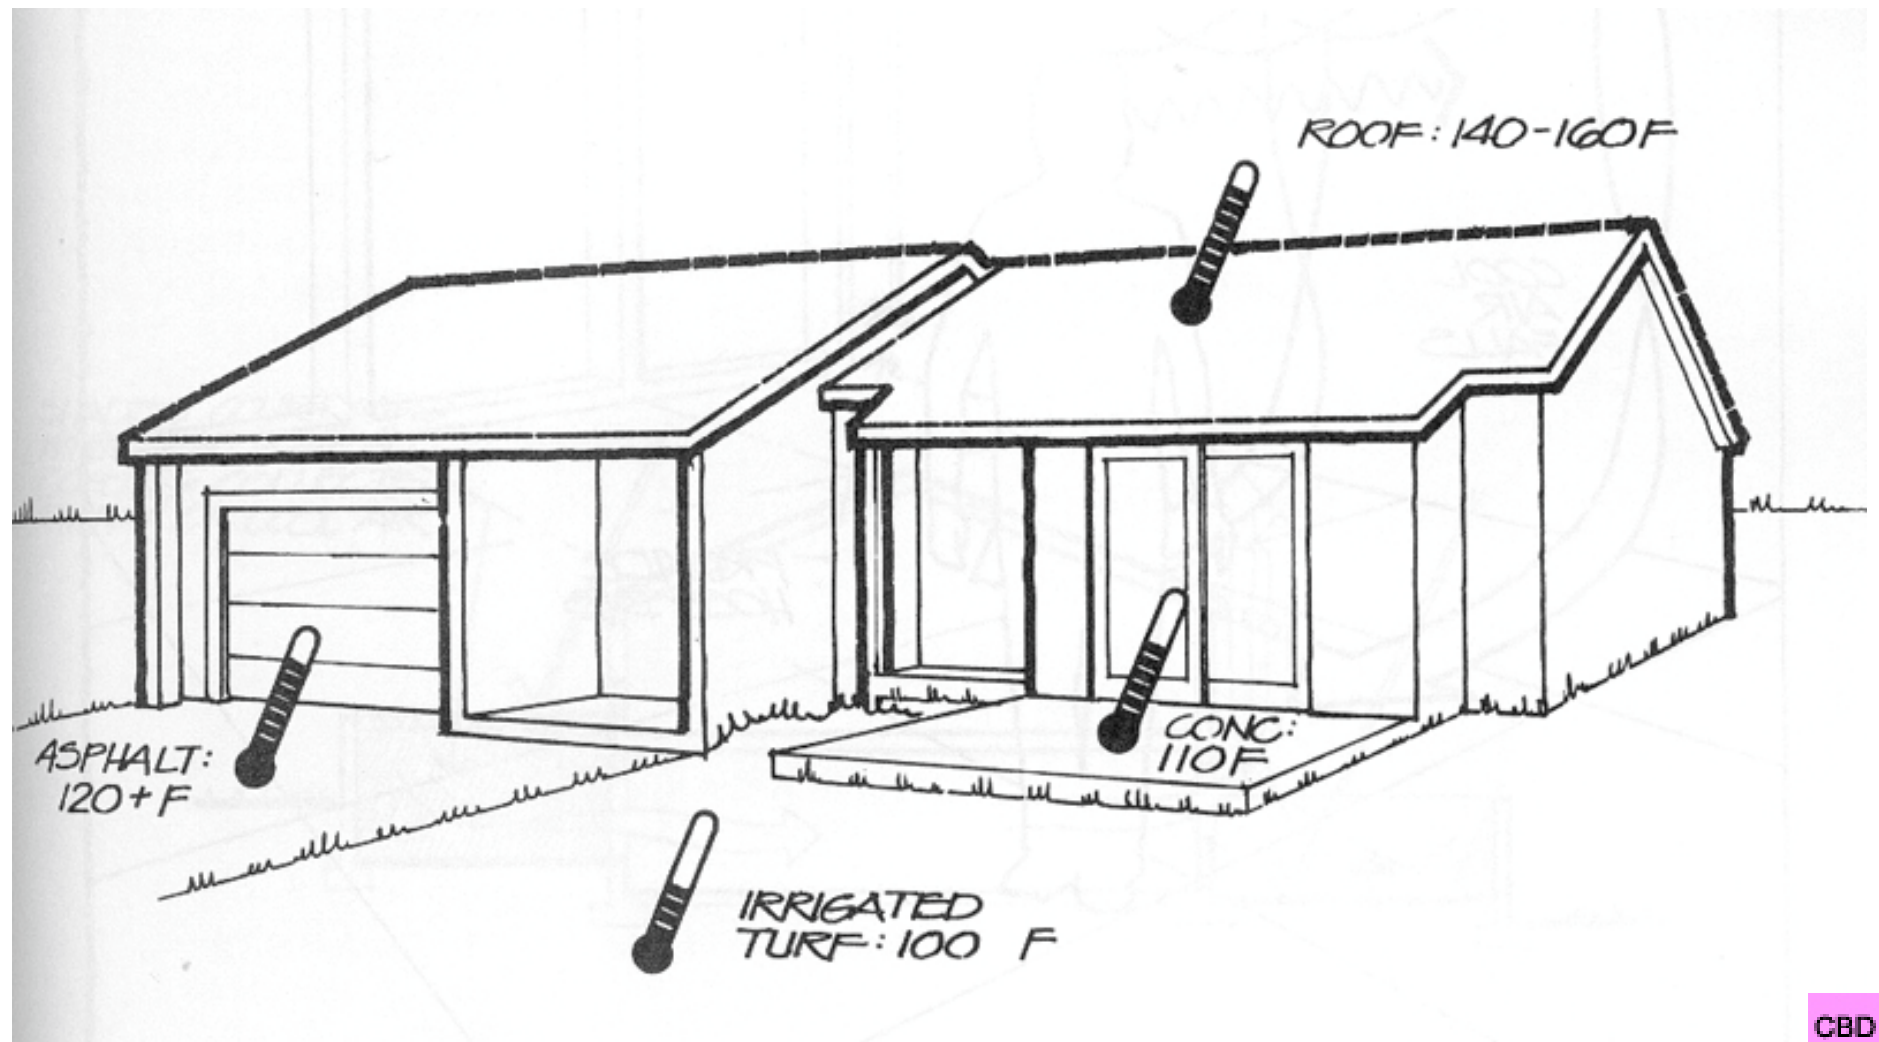 ROOF: 140-160F
ASPHALT:
120+ F
CONC:
110F
IRRIGATED
TURF: 100 F
CBD